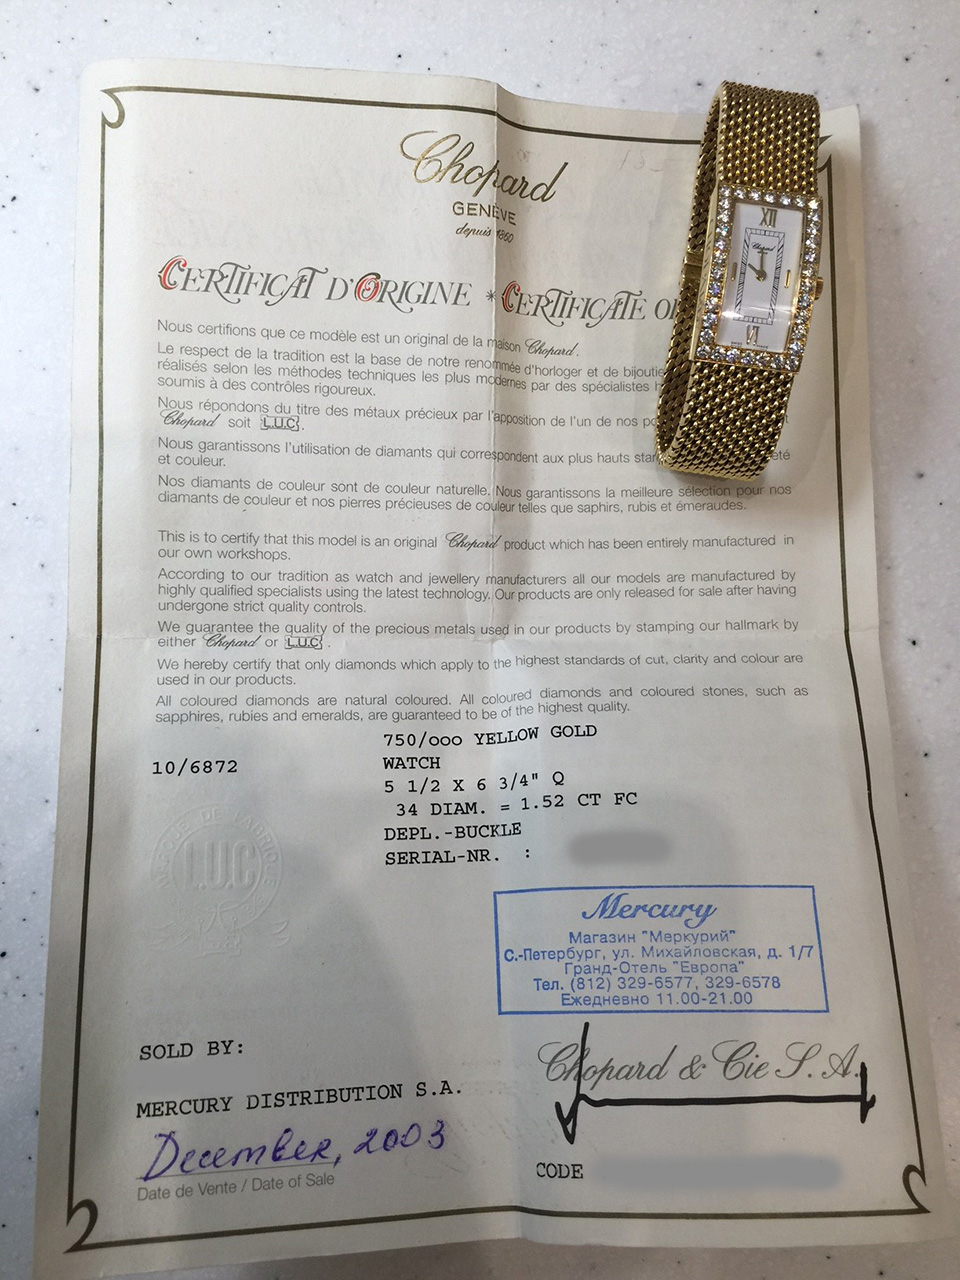 Chopard
GENÈVE
depuis 1860
CERTIFICAT D'ORIGINE * CERTIFICATE
Nous certifions que ce modèle est un original de la maison Chopard.
Le respect de la tradition est la base de notre renommée d'horloger et de
réalisés selon les méthodes techniques les plus modernes par des spécialistes
soumis à des contrôles rigoureux.
Nous répondons du titre des métaux précieux par l'apposition de l'un de nos
Chopard soit L.U.C.
Nous garantissons l'utilisation de diamants qui correspondent aux plus hauts
et couleur.
Nos diamants de couleur sont de couleur naturelle. Nous garantissons la meilleure sélection pour nos
diamants de couleur et nos pierres précieuses de couleur telles que saphirs, rubis et émeraudes.
This is to certify that this model is an original Chopard product which has been entirely manufactured in
our own workshops.
According to our tradition as watch and jewellery manufacturers all our models are manufactured by
highly qualified specialists using the latest technology. Our products are only released for sale after having
undergone strict quality controls.
We guarantee the quality of the precious metals used in our products by stamping our hallmark by
either Chopard or L.U.C.
We hereby certify that only diamonds which apply to the highest standards of cut, clarity and colour are
used in our products.
All coloured diamonds are natural coloured. All coloured diamonds and coloured stones, such as
sapphires, rubies and emeralds, are guaranteed to be of the highest quality.
750/ooo YELLOW GOLD
10/6872 WATCH
5 1/2 X 6 3/4" Q
34 DIAM. = 1.52 CT FC
DEPL.-BUCKLE
SERIAL-NR. :
L.U.C
Mercury
Магазин "Меркурий"
С.-Петербург, ул. Михайловская, д. 1/7
Гранд-Отель "Европа"
Тел. (812) 329-6577, 329-6578
Ежедневно 11.00-21.00
SOLD BY:
Chopard & Cie S.A.
MERCURY DISTRIBUTION S.A.
December, 2003
Date de Vente / Date of Sale
CODE
XII
Chopard
VI